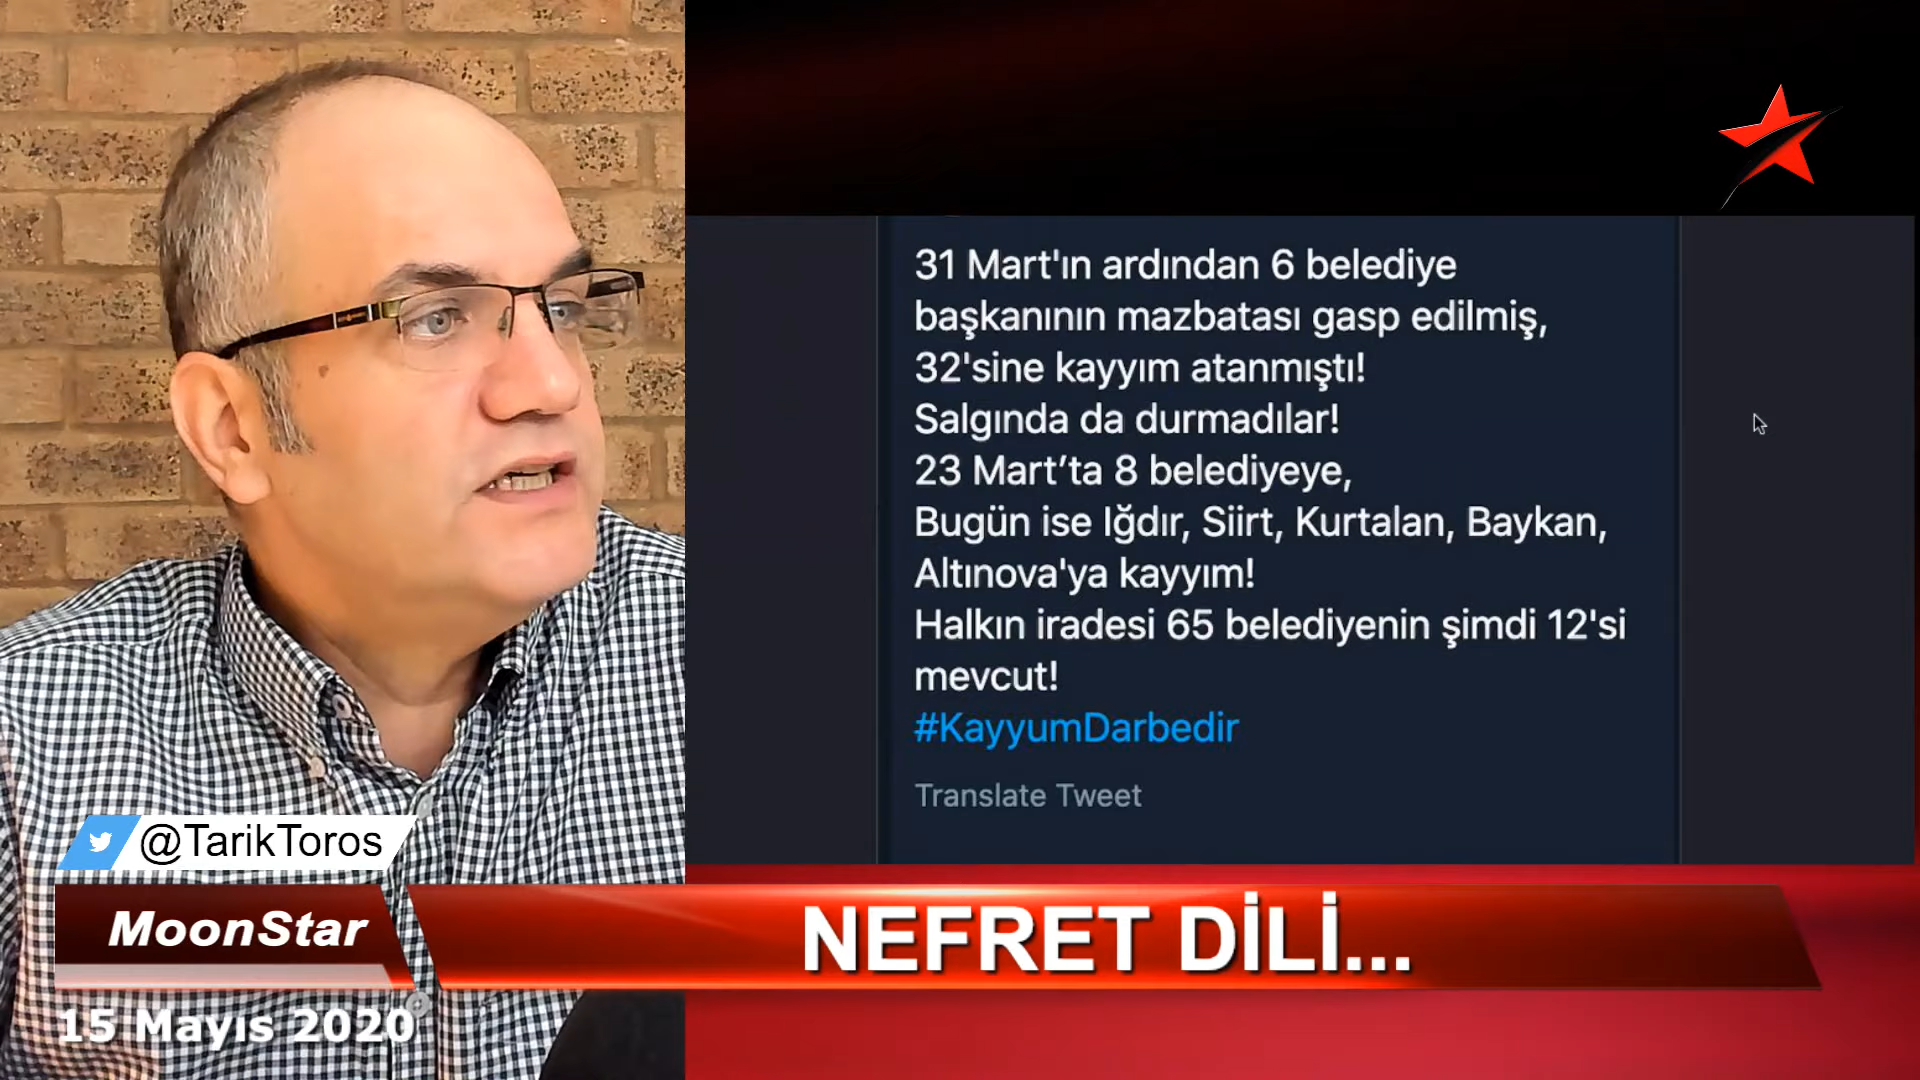 31 Mart'ın ardından 6 belediye
başkanının mazbatası gasp edilmiş,
32'sine kayyım atanmıştı!
Salgında da durmadılar!
23 Mart’ta 8 belediyeye,
Bugün ise Iğdır, Siirt, Kurtalan, Baykan,
Altınova'ya kayyım!
Halkın iradesi 65 belediyenin şimdi 12'si
mevcut!
#KayyumDarbedir
Translate Tweet
@TarikToros
MoonStar
NEFRET DİLİ...
15 Mayıs 2020